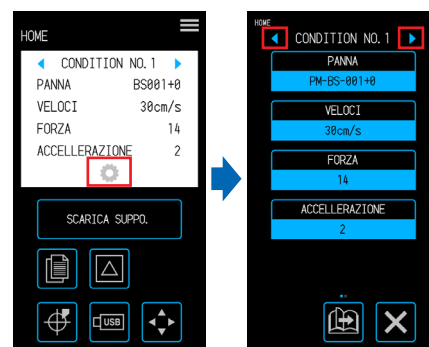 HOME
CONDITION NO. 1
PANNA BS001+0
VELOCI 30cm/s
FORZA 14
ACCELLERAZIONE 2
SCARICA SUPPO.
USB
HOME
CONDITION NO. 1
PANNA
PM-BS-001+0
VELOCI
30cm/s
FORZA
14
ACCELLERAZIONE
2